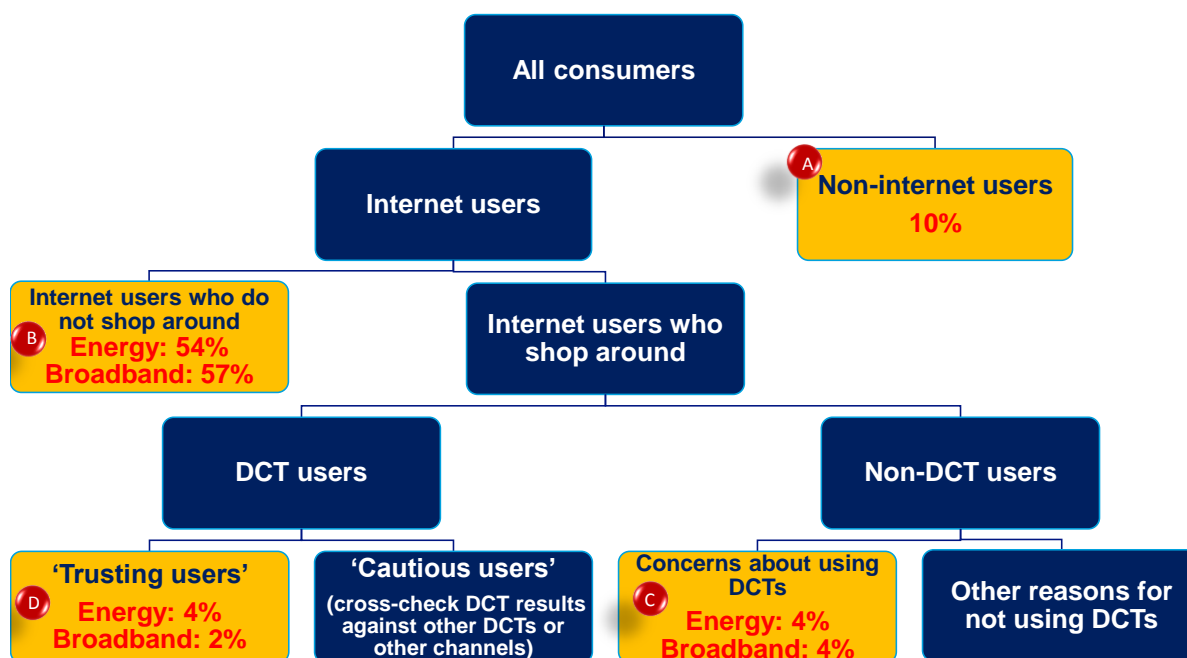 All consumers
Internet users
A
Non-internet users
10%
Internet users who do
not shop around
B
Energy: 54%
Broadband: 57%
Internet users who
shop around
DCT users
Non-DCT users
‘Trusting users’
D
Energy: 4%
Broadband: 2%
‘Cautious users’
(cross-check DCT results
against other DCTs or
other channels)
Concerns about using
DCTs
C
Energy: 4%
Broadband: 4%
Other reasons for
not using DCTs